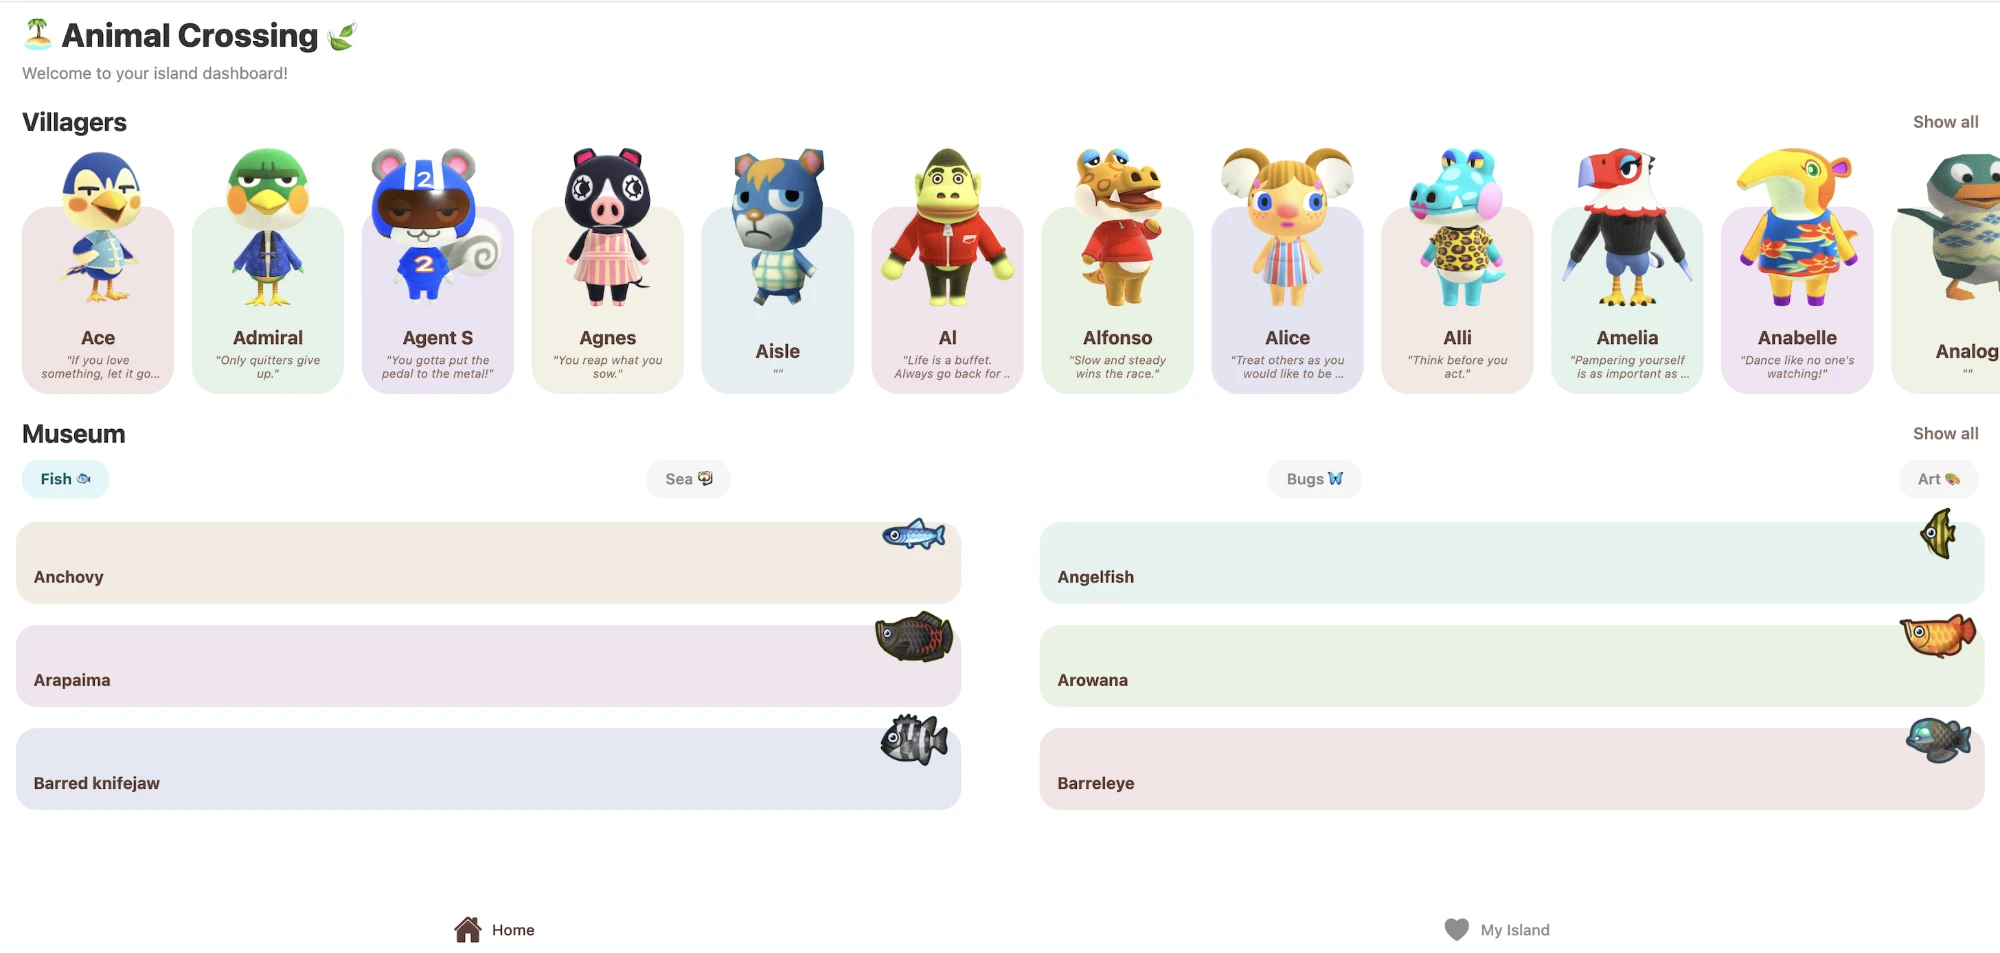 Animal Crossing
Welcome to your island dashboard!
Villagers
Show all
2
2
Ace
"If you love
something, let it go...
Admiral
"Only quitters give
up."
Agent S
"You gotta put the
pedal to the metal!"
Agnes
"You reap what you
sow."
Aisle
""
Al
"Life is a buffet.
Always go back for ..
Alfonso
"Slow and steady
wins the race."
Alice
"Treat others as you
would like to be ...
Alli
"Think before you
act."
Amelia
"Pampering yourself
is as important as ...
Anabelle
"Dance like no one's
watching!"
Analog
""
Museum
Show all
Fish
Sea
Bugs
Art
Anchovy
Angelfish
Arapaima
Arowana
Barred knifejaw
Barreleye
Home
My Island